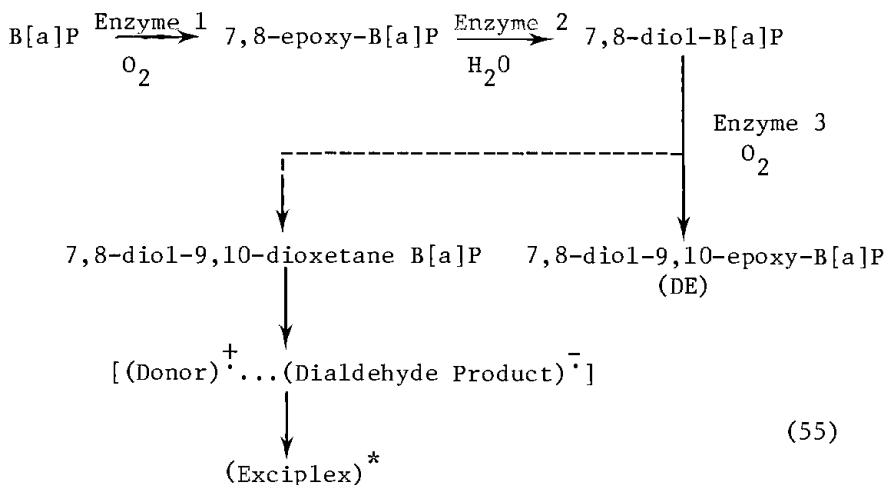 B[a]P Enzyme 1 7,8-epoxy-B[a]P Enzyme 2 7,8-diol-B[a]P
O2 H2O
Enzyme 3
O2
7,8-diol-9,10-dioxetane B[a]P 7,8-diol-9,10-epoxy-B[a]P
(DE)
[(Donor)+. ...(Dialdehyde Product)-.]
(55)
(Exciplex)*